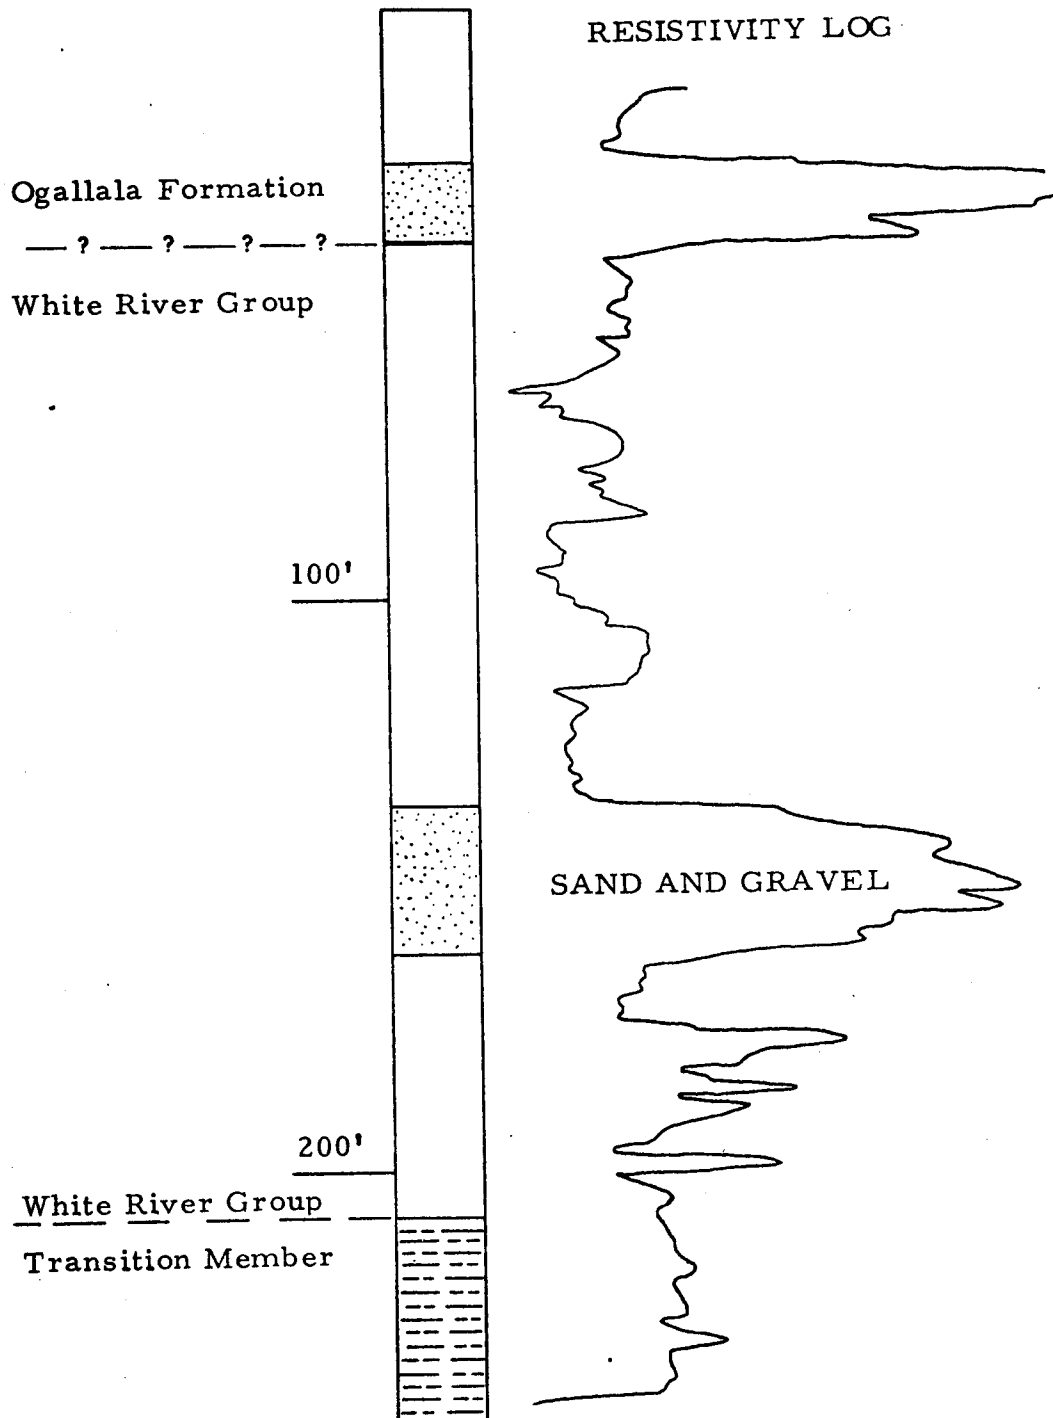 RESISTIVITY LOG
Ogallala Formation
? ? ? ?
White River Group
100'
SAND AND GRAVEL
200'
White River Group
Transition Member